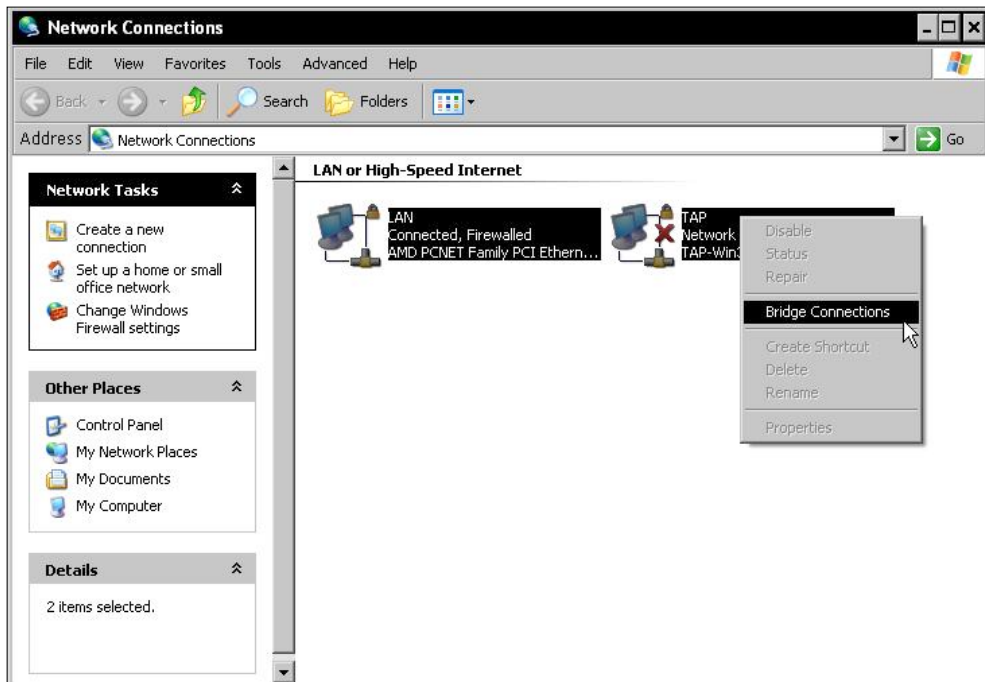 Network Connections
File Edit View Favorites Tools Advanced Help
Back Search Folders
Address Network Connections Go
Network Tasks
Create a new
connection
Set up a home or small
office network
Change Windows
Firewall settings
Other Places
Control Panel
My Network Places
My Documents
My Computer
Details
2 items selected.
LAN or High-Speed Internet
LAN
Connected, Firewalled
AMD PCNET Family PCI Ethern...
TAP
Network
TAP-Win3
Disable
Status
Repair
Bridge Connections
Create Shortcut
Delete
Rename
Properties